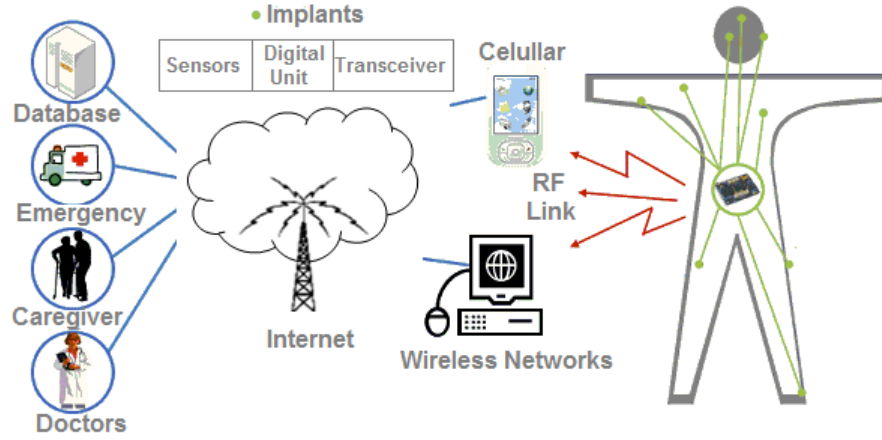 Implants
Sensors
Digital
Unit
Transceiver
Celullar
Database
Emergency
RF
Link
Caregiver
Internet
Wireless Networks
Doctors